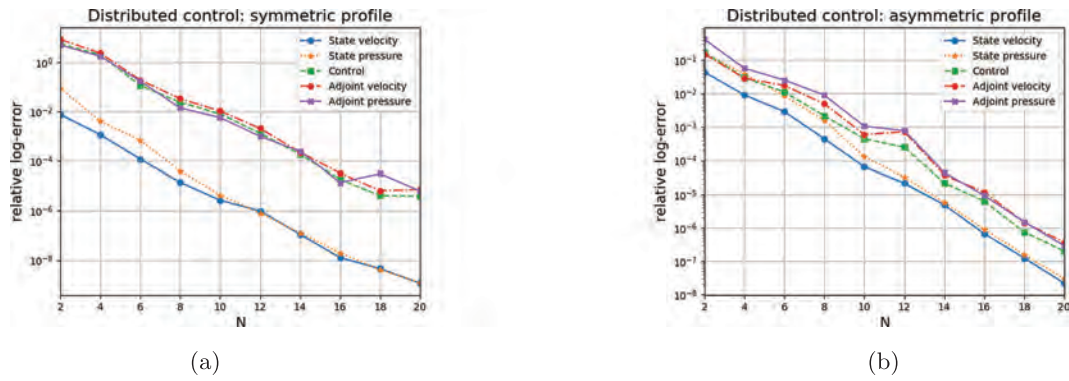 Distributed control: symmetric profile
relative log-error
10⁰
10⁻²
10⁻⁴
10⁻⁶
10⁻⁸
State velocity
State pressure
Control
Adjoint velocity
Adjoint pressure
2 4 6 8 10 12 14 16 18 20
N
(a)
Distributed control: asymmetric profile
relative log-error
10⁻¹
10⁻²
10⁻³
10⁻⁴
10⁻⁵
10⁻⁶
10⁻⁷
10⁻⁸
State velocity
State pressure
Control
Adjoint velocity
Adjoint pressure
2 4 6 8 10 12 14 16 18 20
N
(b)